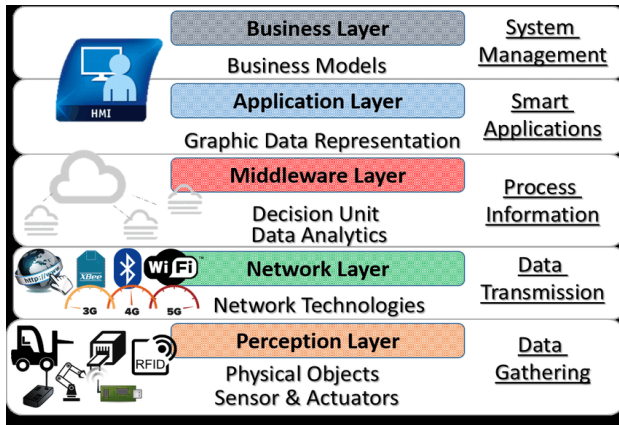 Business Layer
Business Models
System
Management
HMI
Application Layer
Graphic Data Representation
Smart
Applications
Middleware Layer
Decision Unit
Data Analytics
Process
Information
XBee
WiFi
™
3G
4G
5G
Network Layer
Network Technologies
Data
Transmission
RFID
Perception Layer
Physical Objects
Sensor & Actuators
Data
Gathering